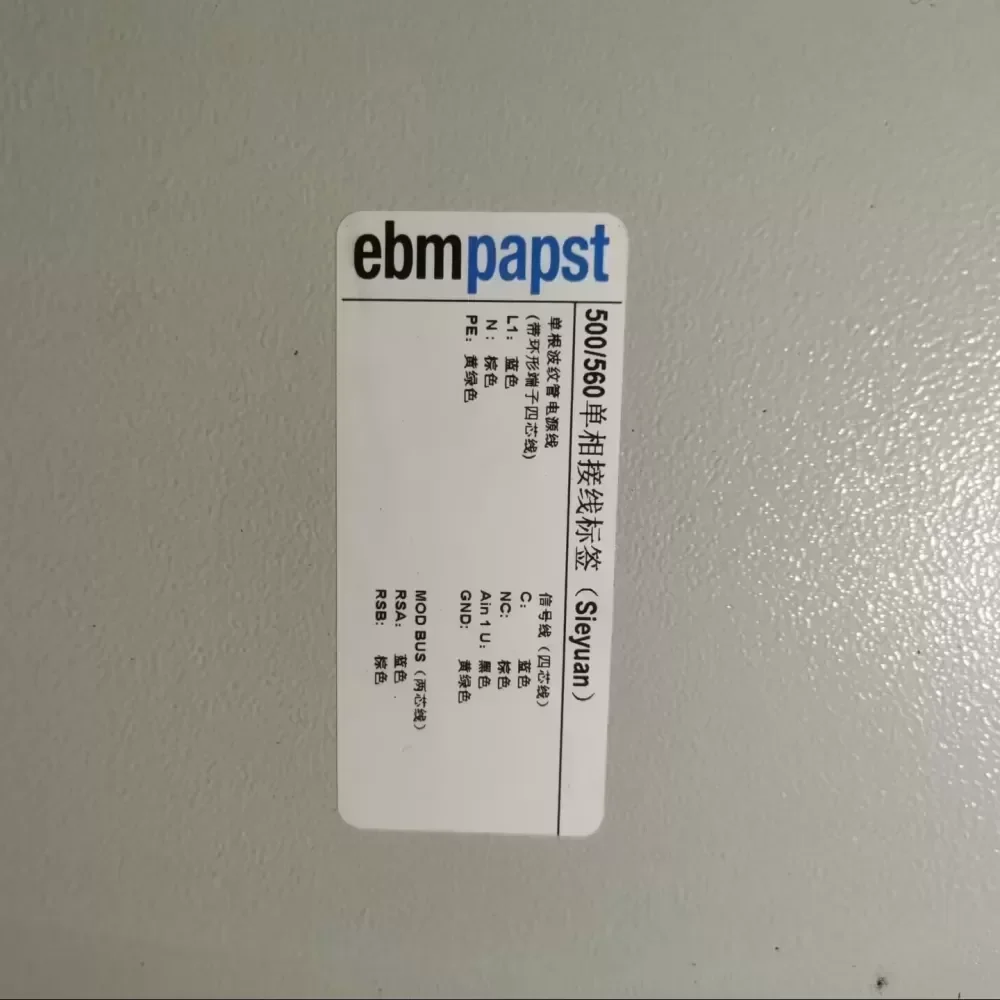 ebmpapst
500/560单相接线标签（Sieyuan）
单根波纹管电源线
(带环形端子四芯线)
L1： 蓝色
N： 棕色
PE： 黄绿色
信号线（四芯线）
C： 蓝色
NC： 棕色
Ain 1 U： 黑色
GND： 黄绿色
MOD BUS（两芯线）
RSA： 蓝色
RSB： 棕色